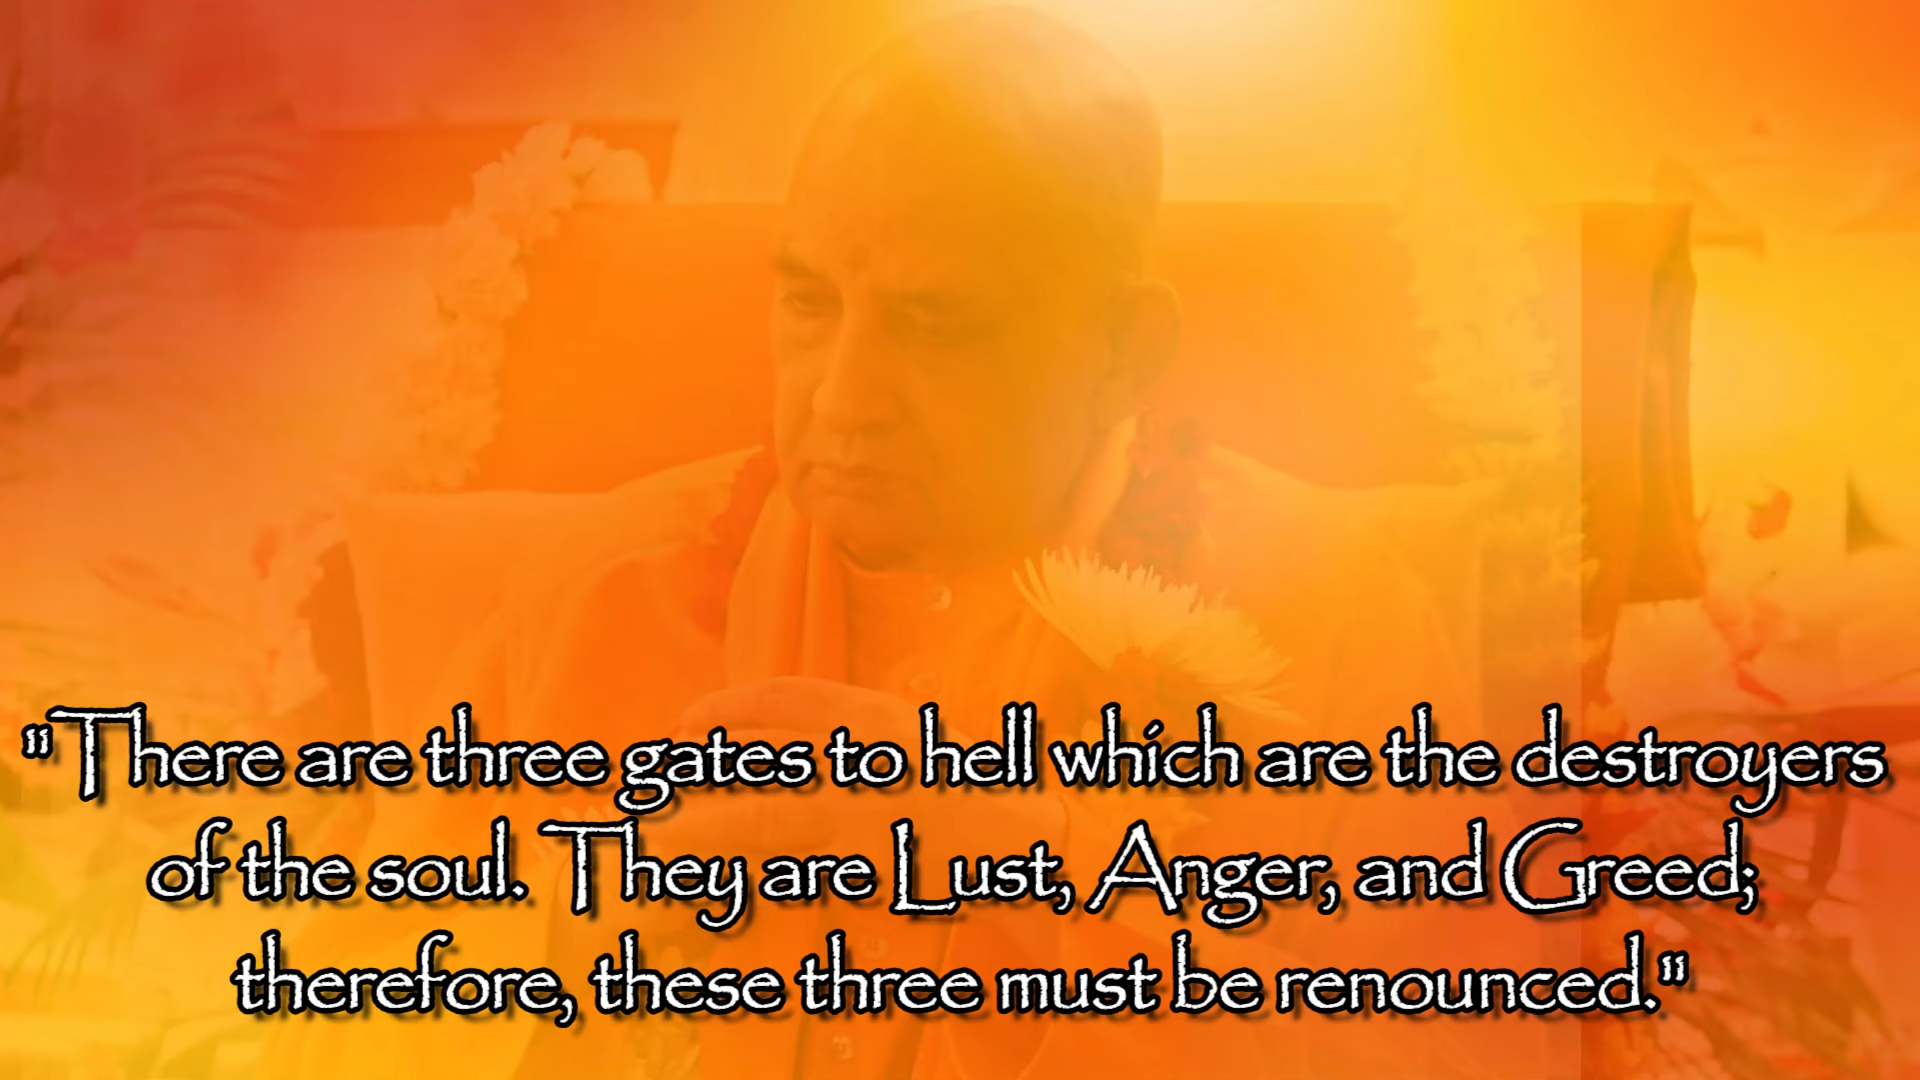 "There are three gates to hell which are the destroyers
of the soul. They are Lust, Anger, and Greed;
therefore, these three must be renounced."